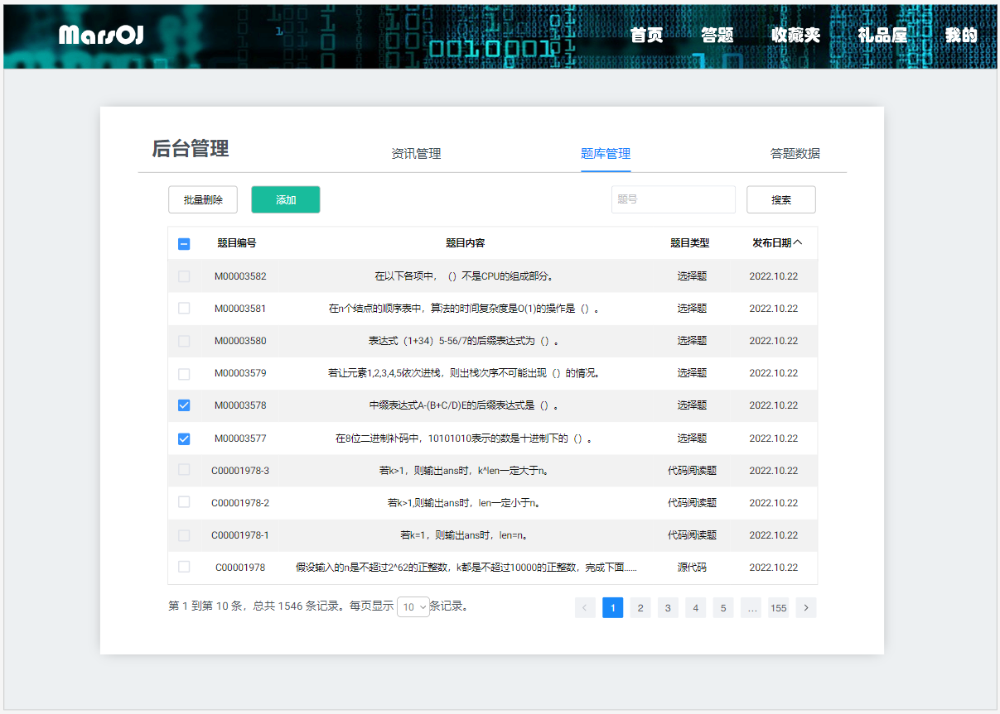 MarsOJ 首页 答题 收藏夹 礼品屋 我的
后台管理 资讯管理 题库管理 答题数据
批量删除 添加 题号 搜索
题目编号 题目内容 题目类型 发布日期
M00003582 在以下各项中，（）不是CPU的组成部分。 选择题 2022.10.22
M00003581 在n个结点的顺序表中，算法的时间复杂度是O(1)的操作是（）。 选择题 2022.10.22
M00003580 表达式（1+34）5-56/7的后缀表达式为（）。 选择题 2022.10.22
M00003579 若让元素1,2,3,4,5依次进栈，则出栈次序不可能出现（）的情况。 选择题 2022.10.22
M00003578 中缀表达式A-(B+C/D)E的后缀表达式是（）。 选择题 2022.10.22
M00003577 在8位二进制补码中，10101010表示的数是十进制下的（）。 选择题 2022.10.22
C00001978-3 若k>1，则输出ans时，k^len一定大于n。 代码阅读题 2022.10.22
C00001978-2 若k>1,则输出ans时，len一定小于n。 代码阅读题 2022.10.22
C00001978-1 若k=1，则输出ans时，len=n。 代码阅读题 2022.10.22
C00001978 假设输入的n是不超过2^62的正整数，k都是不超过10000的正整数，完成下面...... 源代码 2022.10.22
第 1 到第 10 条，总共 1546 条记录。每页显示 10 条记录。 < 1 2 3 4 5 ... 155 >